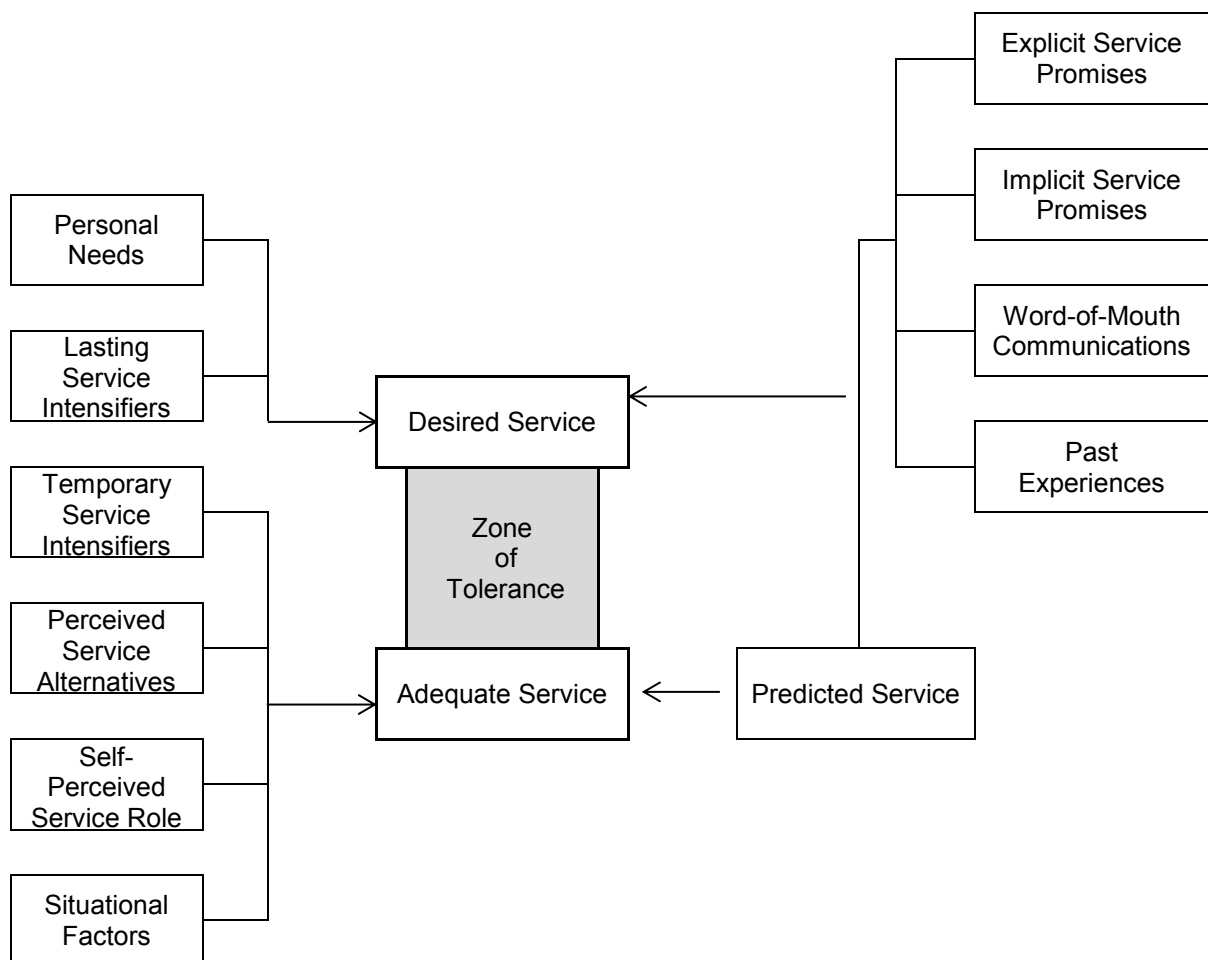 Explicit Service
Promises
Implicit Service
Promises
Personal
Needs
Word-of-Mouth
Communications
Lasting
Service
Intensifiers
Desired Service
Past
Experiences
Temporary
Service
Intensifiers
Zone
of
Tolerance
Perceived
Service
Alternatives
Adequate Service
Predicted Service
Self-
Perceived
Service Role
Situational
Factors